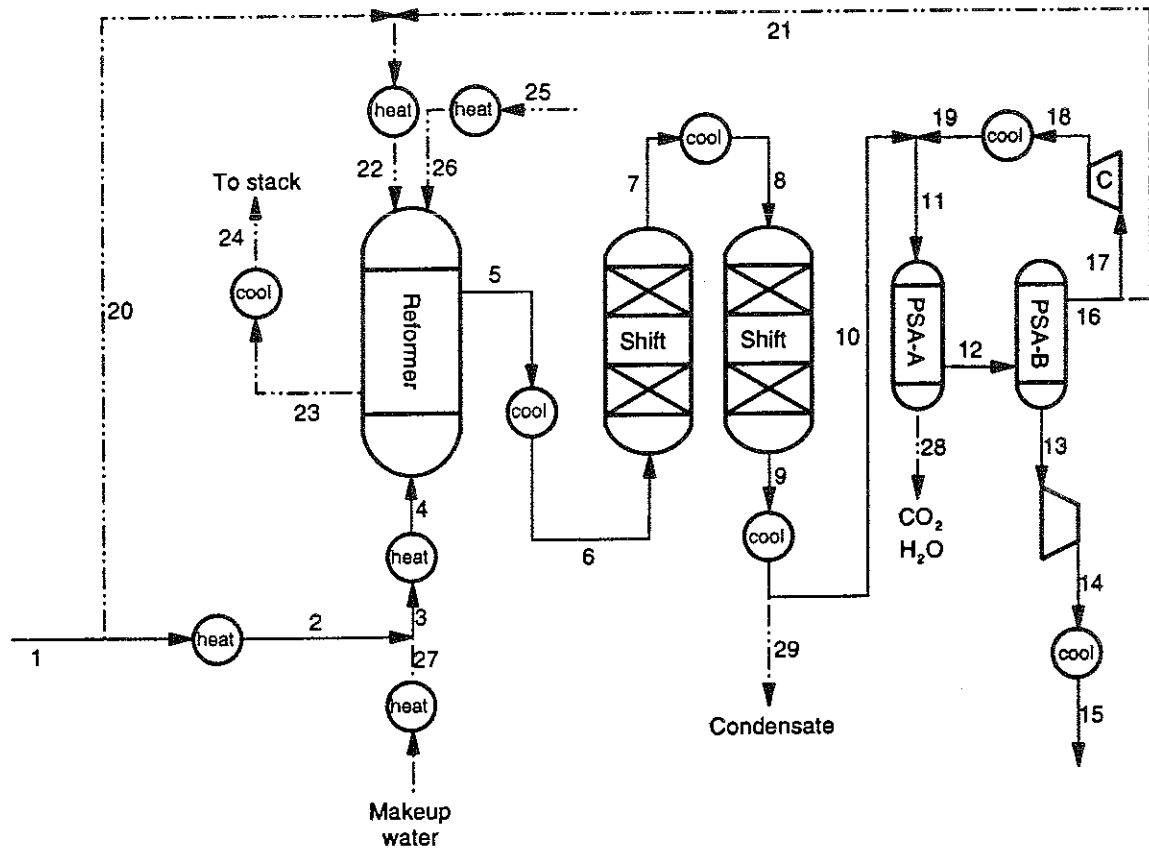 21
heat
heat
25
22
26
To stack
24
cool
20
23
Reformer
5
cool
4
heat
3
6
1
heat
2
27
heat
Makeup
water
7
cool
8
Shift
Shift
9
cool
29
Condensate
10
19
cool
18
C
11
17
PSA-A
PSA-B
16
12
28
CO₂
H₂O
13
14
cool
15